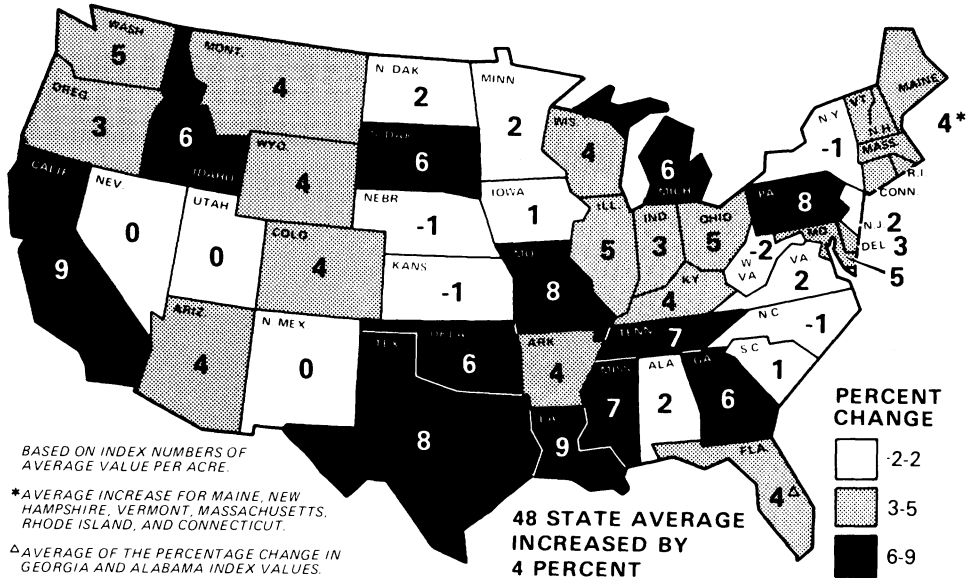 WASH
5
MONT.
4
N DAK
2
MINN
2
OREG.
3
6
IDAHO
WYO.
4
S DAK
6
WIS.
4
6
MICH
N Y
-1
VT.
N.H.
MAINE
4*
MASS.
R.I.
CONN.
CALIF
9
NEV.
0
UTAH
0
COLO.
4
NEBR
-1
IOWA
1
ILL
5
IND
3
OHIO
5
PA
8
N J 2
DEL 3
MD.
5
KANS
-1
MO.
8
KY
4
W
VA
-2
VA
2
ARIZ.
4
N MEX
0
TEX.
8
OKLA
6
ARK
4
TENN.
7
N C
-1
S C
1
LA.
9
MISS.
7
ALA
2
GA
6
FLA.
4△
BASED ON INDEX NUMBERS OF
AVERAGE VALUE PER ACRE.
*AVERAGE INCREASE FOR MAINE, NEW
HAMPSHIRE, VERMONT, MASSACHUSETTS,
RHODE ISLAND, AND CONNECTICUT.
△AVERAGE OF THE PERCENTAGE CHANGE IN
GEORGIA AND ALABAMA INDEX VALUES.
48 STATE AVERAGE
INCREASED BY
4 PERCENT
PERCENT
CHANGE
-2-2
3-5
6-9